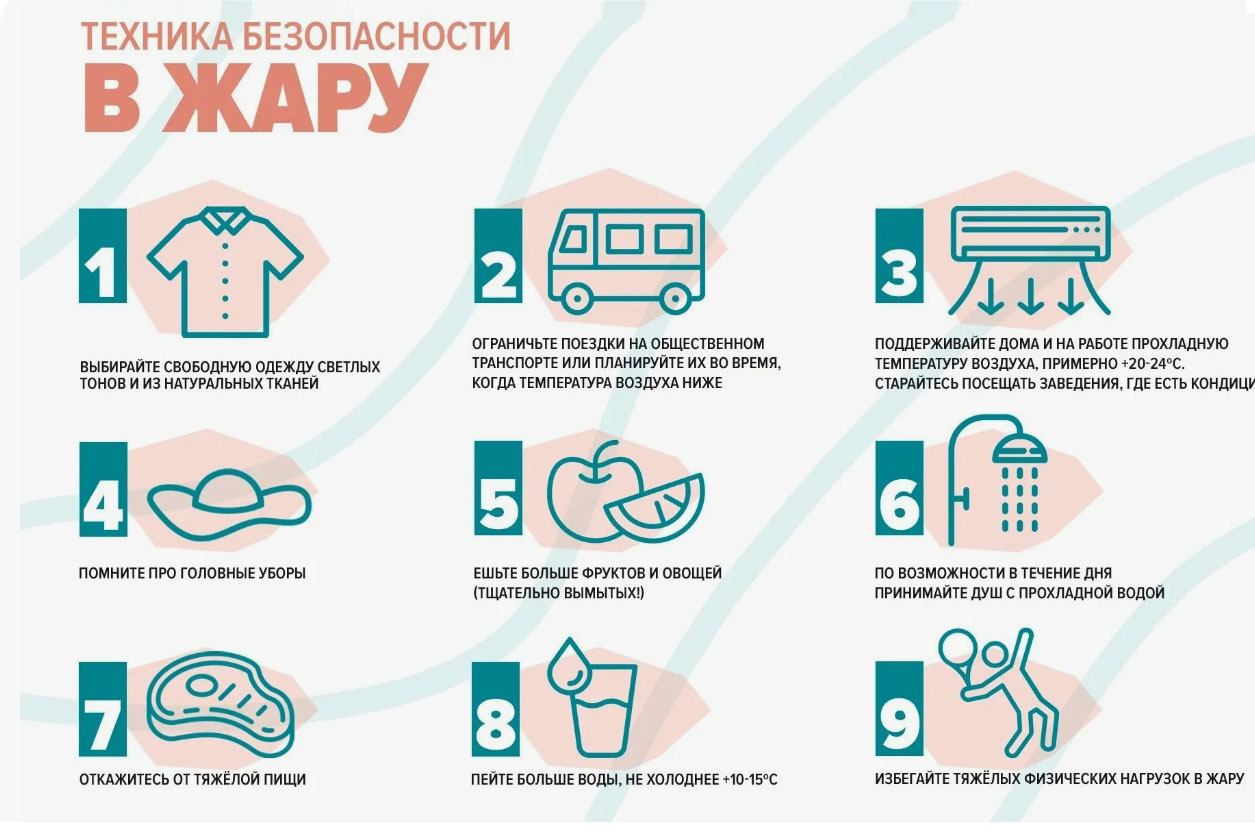 ТЕХНИКА БЕЗОПАСНОСТИ
В ЖАРУ
1
ВЫБИРАЙТЕ СВОБОДНУЮ ОДЕЖДУ СВЕТЛЫХ
ТОНОВ И ИЗ НАТУРАЛЬНЫХ ТКАНЕЙ
2
ОГРАНИЧЬТЕ ПОЕЗДКИ НА ОБЩЕСТВЕННОМ
ТРАНСПОРТЕ ИЛИ ПЛАНИРУЙТЕ ИХ ВО ВРЕМЯ,
КОГДА ТЕМПЕРАТУРА ВОЗДУХА НИЖЕ
3
ПОДДЕРЖИВАЙТЕ ДОМА И НА РАБОТЕ ПРОХЛАДНУЮ
ТЕМПЕРАТУРУ ВОЗДУХА, ПРИМЕРНО +20-24ºС.
СТАРАЙТЕСЬ ПОСЕЩАТЬ ЗАВЕДЕНИЯ, ГДЕ ЕСТЬ
4
ПОМНИТЕ ПРО ГОЛОВНЫЕ УБОРЫ
5
ЕШЬТЕ БОЛЬШЕ ФРУКТОВ И ОВОЩЕЙ
(ТЩАТЕЛЬНО ВЫМЫТЫХ!)
6
ПО ВОЗМОЖНОСТИ В ТЕЧЕНИЕ ДНЯ
ПРИНИМАЙТЕ ДУШ С ПРОХЛАДНОЙ ВОДОЙ
7
ОТКАЖИТЕСЬ ОТ ТЯЖЁЛОЙ ПИЩИ
8
ПЕЙТЕ БОЛЬШЕ ВОДЫ, НЕ ХОЛОДНЕЕ +10-15ºС
9
ИЗБЕГАЙТЕ ТЯЖЁЛЫХ ФИЗИЧЕСКИХ НАГРУЗОК В ЖАРУ